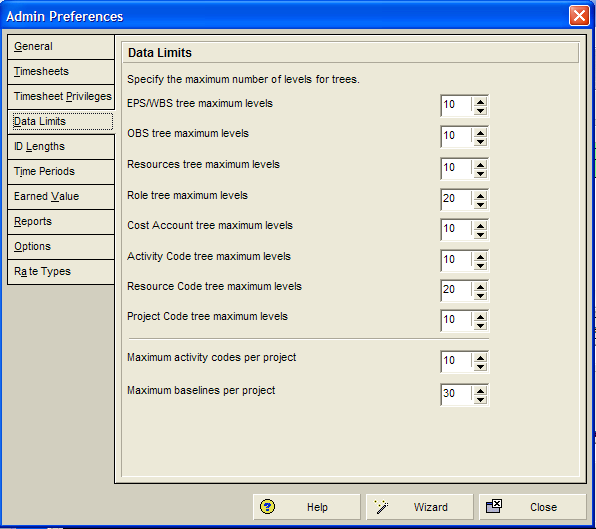 Admin Preferences
General
Timesheets
Timesheet Privileges
Data Limits
ID Lengths
Time Periods
Earned Value
Reports
Options
Rate Types
Data Limits
Specify the maximum number of levels for trees.
EPS/WBS tree maximum levels 10
OBS tree maximum levels 10
Resources tree maximum levels 10
Role tree maximum levels 20
Cost Account tree maximum levels 10
Activity Code tree maximum levels 10
Resource Code tree maximum levels 20
Project Code tree maximum levels 10
Maximum activity codes per project 10
Maximum baselines per project 30
? Help Wizard Close